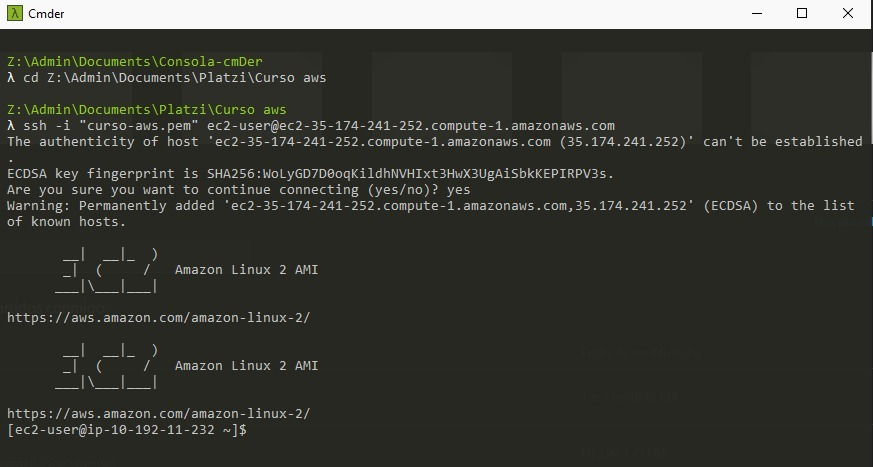 Cmder
Z:\Admin\Documents\Consola-cmDer
λ cd Z:\Admin\Documents\Platzi\Curso aws
Z:\Admin\Documents\Platzi\Curso aws
λ ssh -i "curso-aws.pem" ec2-user@ec2-35-174-241-252.compute-1.amazonaws.com
The authenticity of host 'ec2-35-174-241-252.compute-1.amazonaws.com (35.174.241.252)' can't be established
.
ECDSA key fingerprint is SHA256:WoLyGD7D0oqKildhNVHIxt3HwX3UgAiSbkKEPIRPV3s.
Are you sure you want to continue connecting (yes/no)? yes
Warning: Permanently added 'ec2-35-174-241-252.compute-1.amazonaws.com,35.174.241.252' (ECDSA) to the list
of known hosts.
       __|  __|_  )
       _|  (     /   Amazon Linux 2 AMI
      ___|\___|___|
https://aws.amazon.com/amazon-linux-2/
       __|  __|_  )
       _|  (     /   Amazon Linux 2 AMI
      ___|\___|___|
https://aws.amazon.com/amazon-linux-2/
[ec2-user@ip-10-192-11-232 ~]$